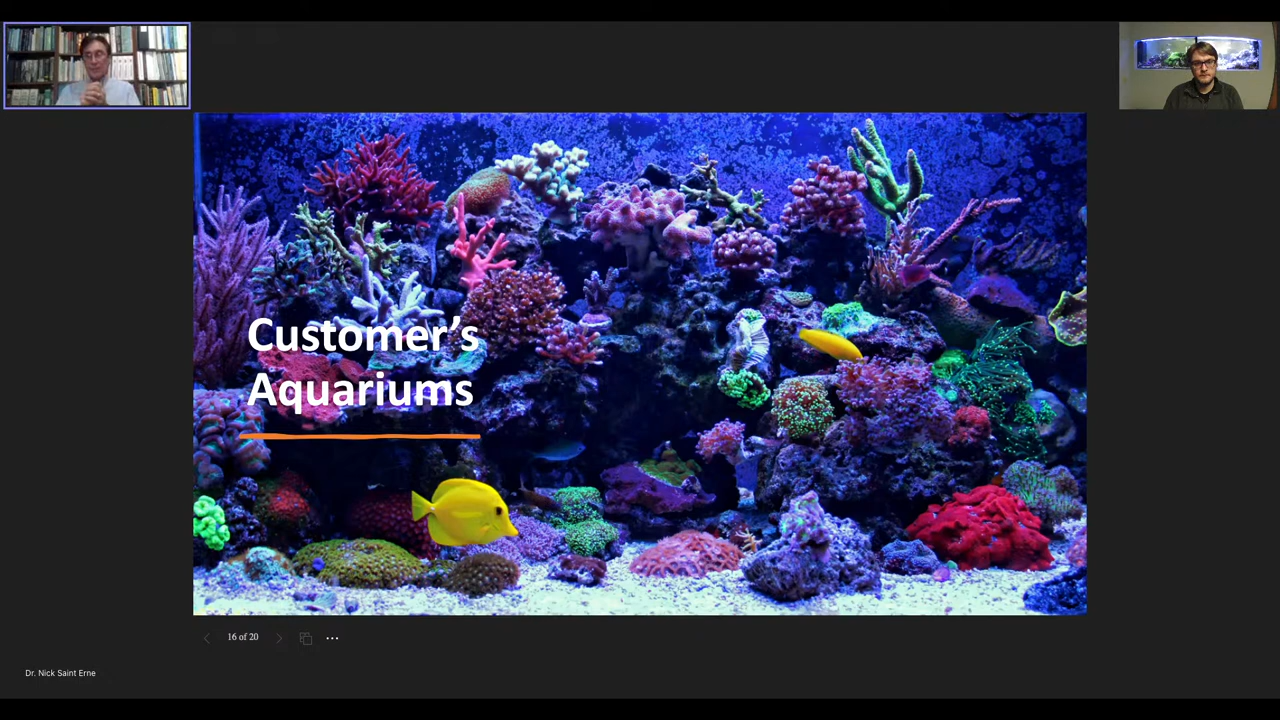 Customer’s
Aquariums
16 of 20
Dr. Nick Saint Erne